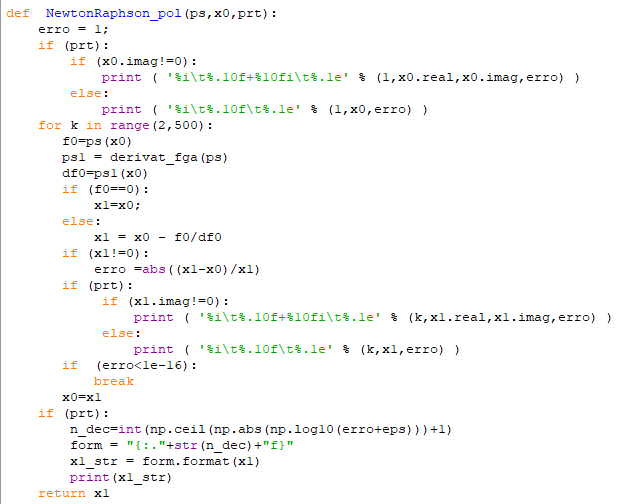 def  NewtonRaphson_pol(ps,x0,prt):
    erro = 1;
    if (prt):
        if (x0.imag!=0):
            print ( '%i\t%.10f+%10fi\t%.1e' % (1,x0.real,x0.imag,erro) )
        else:
            print ( '%i\t%.10f\t%.1e' % (1,x0,erro) )
    for k in range(2,500):
       f0=ps(x0)
       ps1 = derivat_fga(ps)
       df0=ps1(x0)
       if (f0==0):
           x1=x0;
       else:
           x1 = x0 - f0/df0
       if (x1!=0):
           erro =abs((x1-x0)/x1)
       if (prt):
            if (x1.imag!=0):
                print ( '%i\t%.10f+%10fi\t%.1e' % (k,x1.real,x1.imag,erro) )
            else:
                print ( '%i\t%.10f\t%.1e' % (k,x1,erro) )
       if  (erro<1e-16):
           break
       x0=x1
    if (prt):
        n_dec=int(np.ceil(np.abs(np.log10(erro+eps)))+1)
        form = "{:."+str(n_dec)+"f}"
        x1_str = form.format(x1)
        print(x1_str)
    return x1